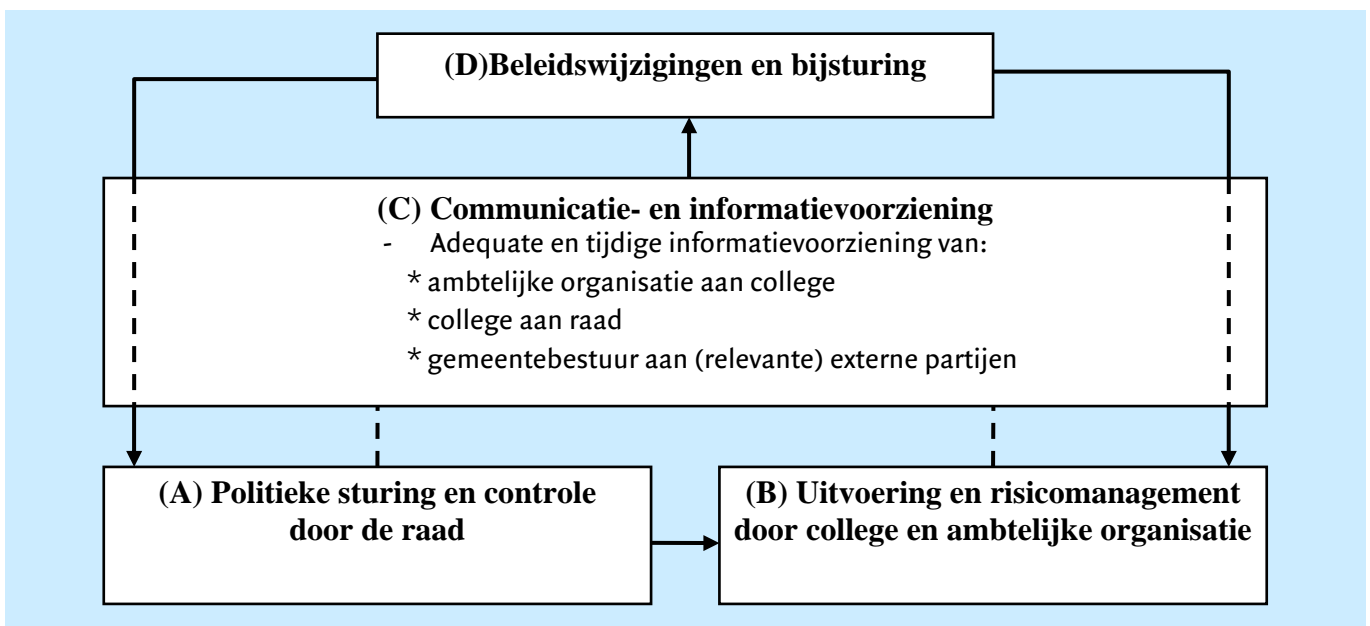 (D)Beleidswijzigingen en bijsturing
(C) Communicatie- en informatievoorziening
- Adequate en tijdige informatievoorziening van:
* ambtelijke organisatie aan college
* college aan raad
* gemeentebestuur aan (relevante) externe partijen
(A) Politieke sturing en controle
door de raad
(B) Uitvoering en risicomanagement
door college en ambtelijke organisatie